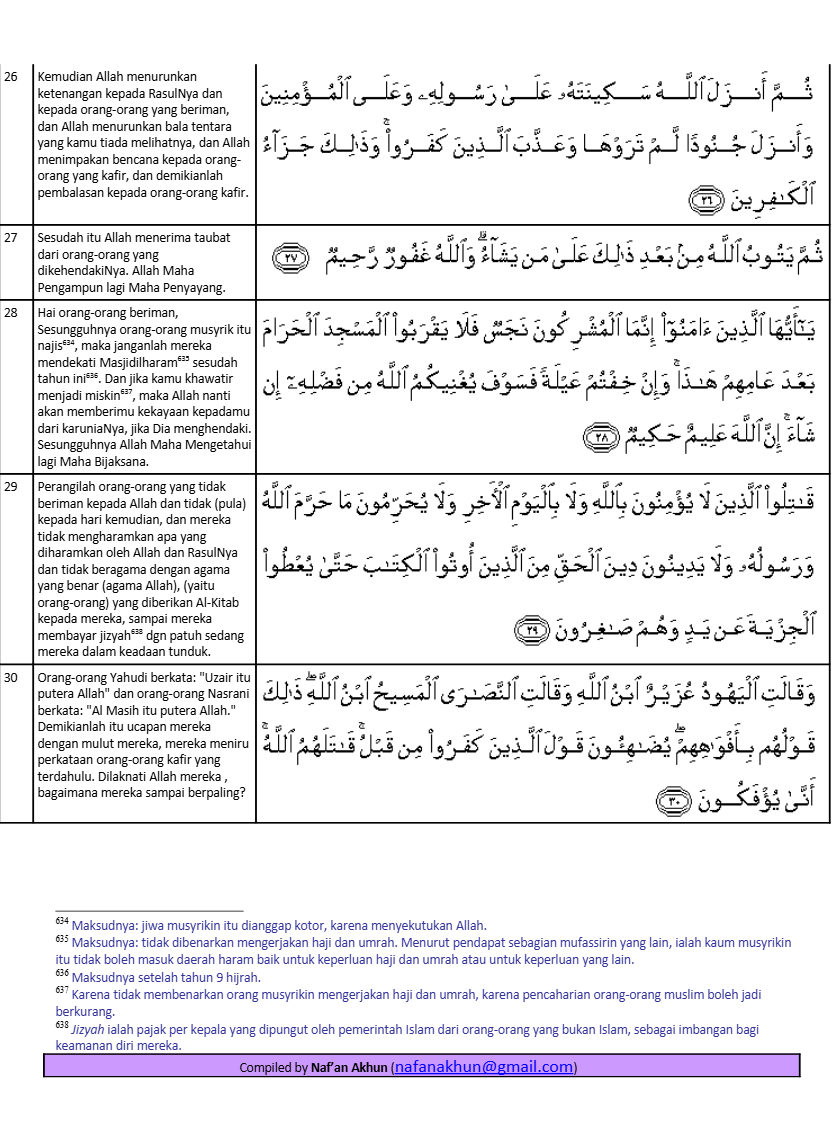 26
Kemudian Allah menurunkan
ketenangan kepada RasulNya dan
kepada orang-orang yang beriman,
dan Allah menurunkan bala tentara
yang kamu tiada melihatnya, dan Allah
menimpakan bencana kepada orang-
orang yang kafir, dan demikianlah
pembalasan kepada orang-orang kafir.
ثُمَّ أَنزَلَ ٱللَّهُ سَكِينَتَهُۥ عَلَىٰ رَسُولِهِۦ وَعَلَى ٱلْمُؤْمِنِينَ
وَأَنزَلَ جُنُودًا لَّمْ تَرَوْهَا وَعَذَّبَ ٱلَّذِينَ كَفَرُوا۟ ۚ وَذَٰلِكَ جَزَآءُ
ٱلْكَـٰفِرِينَ ٢٦
27
Sesudah itu Allah menerima taubat
dari orang-orang yang
dikehendakiNya. Allah Maha
Pengampun lagi Maha Penyayang.
ثُمَّ يَتُوبُ ٱللَّهُ مِنۢ بَعْدِ ذَٰلِكَ عَلَىٰ مَن يَشَآءُ ۗ وَٱللَّهُ غَفُورٌ رَّحِيمٌ ٢٧
28
Hai orang-orang beriman,
Sesungguhnya orang-orang musyrik itu
najis⁶³⁴, maka janganlah mereka
mendekati Masjidilharam⁶³⁵ sesudah
tahun ini⁶³⁶. Dan jika kamu khawatir
menjadi miskin⁶³⁷, maka Allah nanti
akan memberimu kekayaan kepadamu
dari karuniaNya, jika Dia menghendaki.
Sesungguhnya Allah Maha Mengetahui
lagi Maha Bijaksana.
يَـٰٓأَيُّهَا ٱلَّذِينَ ءَامَنُوٓا۟ إِنَّمَا ٱلْمُشْرِكُونَ نَجَسٌ فَلَا يَقْرَبُوا۟ ٱلْمَسْجِدَ ٱلْحَرَامَ
بَعْدَ عَامِهِمْ هَـٰذَا ۚ وَإِنْ خِفْتُمْ عَيْلَةً فَسَوْفَ يُغْنِيكُمُ ٱللَّهُ مِن فَضْلِهِۦٓ إِن
شَآءَ ۚ إِنَّ ٱللَّهَ عَلِيمٌ حَكِيمٌ ٢٨
29
Perangilah orang-orang yang tidak
beriman kepada Allah dan tidak (pula)
kepada hari kemudian, dan mereka
tidak mengharamkan apa yang
diharamkan oleh Allah dan RasulNya
dan tidak beragama dengan agama
yang benar (agama Allah), (yaitu
orang-orang) yang diberikan Al-Kitab
kepada mereka, sampai mereka
membayar jizyah⁶³⁸ dgn patuh sedang
mereka dalam keadaan tunduk.
قَـٰتِلُوا۟ ٱلَّذِينَ لَا يُؤْمِنُونَ بِٱللَّهِ وَلَا بِٱلْيَوْمِ ٱلْـَٔاخِرِ وَلَا يُحَرِّمُونَ مَا حَرَّمَ ٱللَّهُ
وَرَسُولُهُۥ وَلَا يَدِينُونَ دِينَ ٱلْحَقِّ مِنَ ٱلَّذِينَ أُوتُوا۟ ٱلْكِتَـٰبَ حَتَّىٰ يُعْطُوا۟
ٱلْجِزْيَةَ عَن يَدٍ وَهُمْ صَـٰغِرُونَ ٢٩
30
Orang-orang Yahudi berkata: "Uzair itu
putera Allah" dan orang-orang Nasrani
berkata: "Al Masih itu putera Allah."
Demikianlah itu ucapan mereka
dengan mulut mereka, mereka meniru
perkataan orang-orang kafir yang
terdahulu. Dilaknati Allah mereka ,
bagaimana mereka sampai berpaling?
وَقَالَتِ ٱلْيَهُودُ عُزَيْرٌ ٱبْنُ ٱللَّهِ وَقَالَتِ ٱلنَّصَـٰرَى ٱلْمَسِيحُ ٱبْنُ ٱللَّهِ ۖ ذَٰلِكَ
قَوْلُهُم بِأَفْوَٰهِهِمْ ۖ يُضَـٰهِـُٔونَ قَوْلَ ٱلَّذِينَ كَفَرُوا۟ مِن قَبْلُ ۚ قَـٰتَلَهُمُ ٱللَّهُ ۚ
أَنَّىٰ يُؤْفَكُونَ ٣٠
⁶³⁴ Maksudnya: jiwa musyrikin itu dianggap kotor, karena menyekutukan Allah.
⁶³⁵ Maksudnya: tidak dibenarkan mengerjakan haji dan umrah. Menurut pendapat sebagian mufassirin yang lain, ialah kaum musyrikin
itu tidak boleh masuk daerah haram baik untuk keperluan haji dan umrah atau untuk keperluan yang lain.
⁶³⁶ Maksudnya setelah tahun 9 hijrah.
⁶³⁷ Karena tidak membenarkan orang musyrikin mengerjakan haji dan umrah, karena pencaharian orang-orang muslim boleh jadi
berkurang.
⁶³⁸ Jizyah ialah pajak per kepala yang dipungut oleh pemerintah Islam dari orang-orang yang bukan Islam, sebagai imbangan bagi
keamanan diri mereka.
Compiled by Naf’an Akhun (nafanakhun@gmail.com)